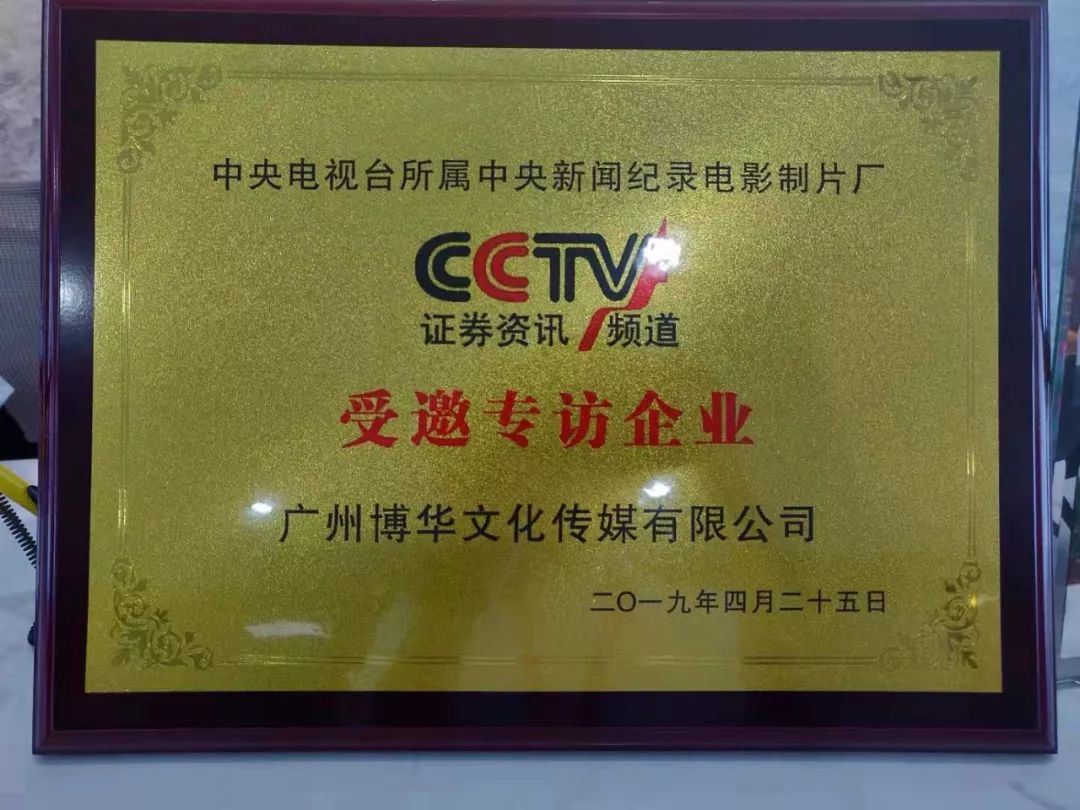 中央电视台所属中央新闻纪录电影制片厂
CCTV
证券资讯 频道
受邀专访企业
广州博华文化传媒有限公司
二〇一九年四月二十五日